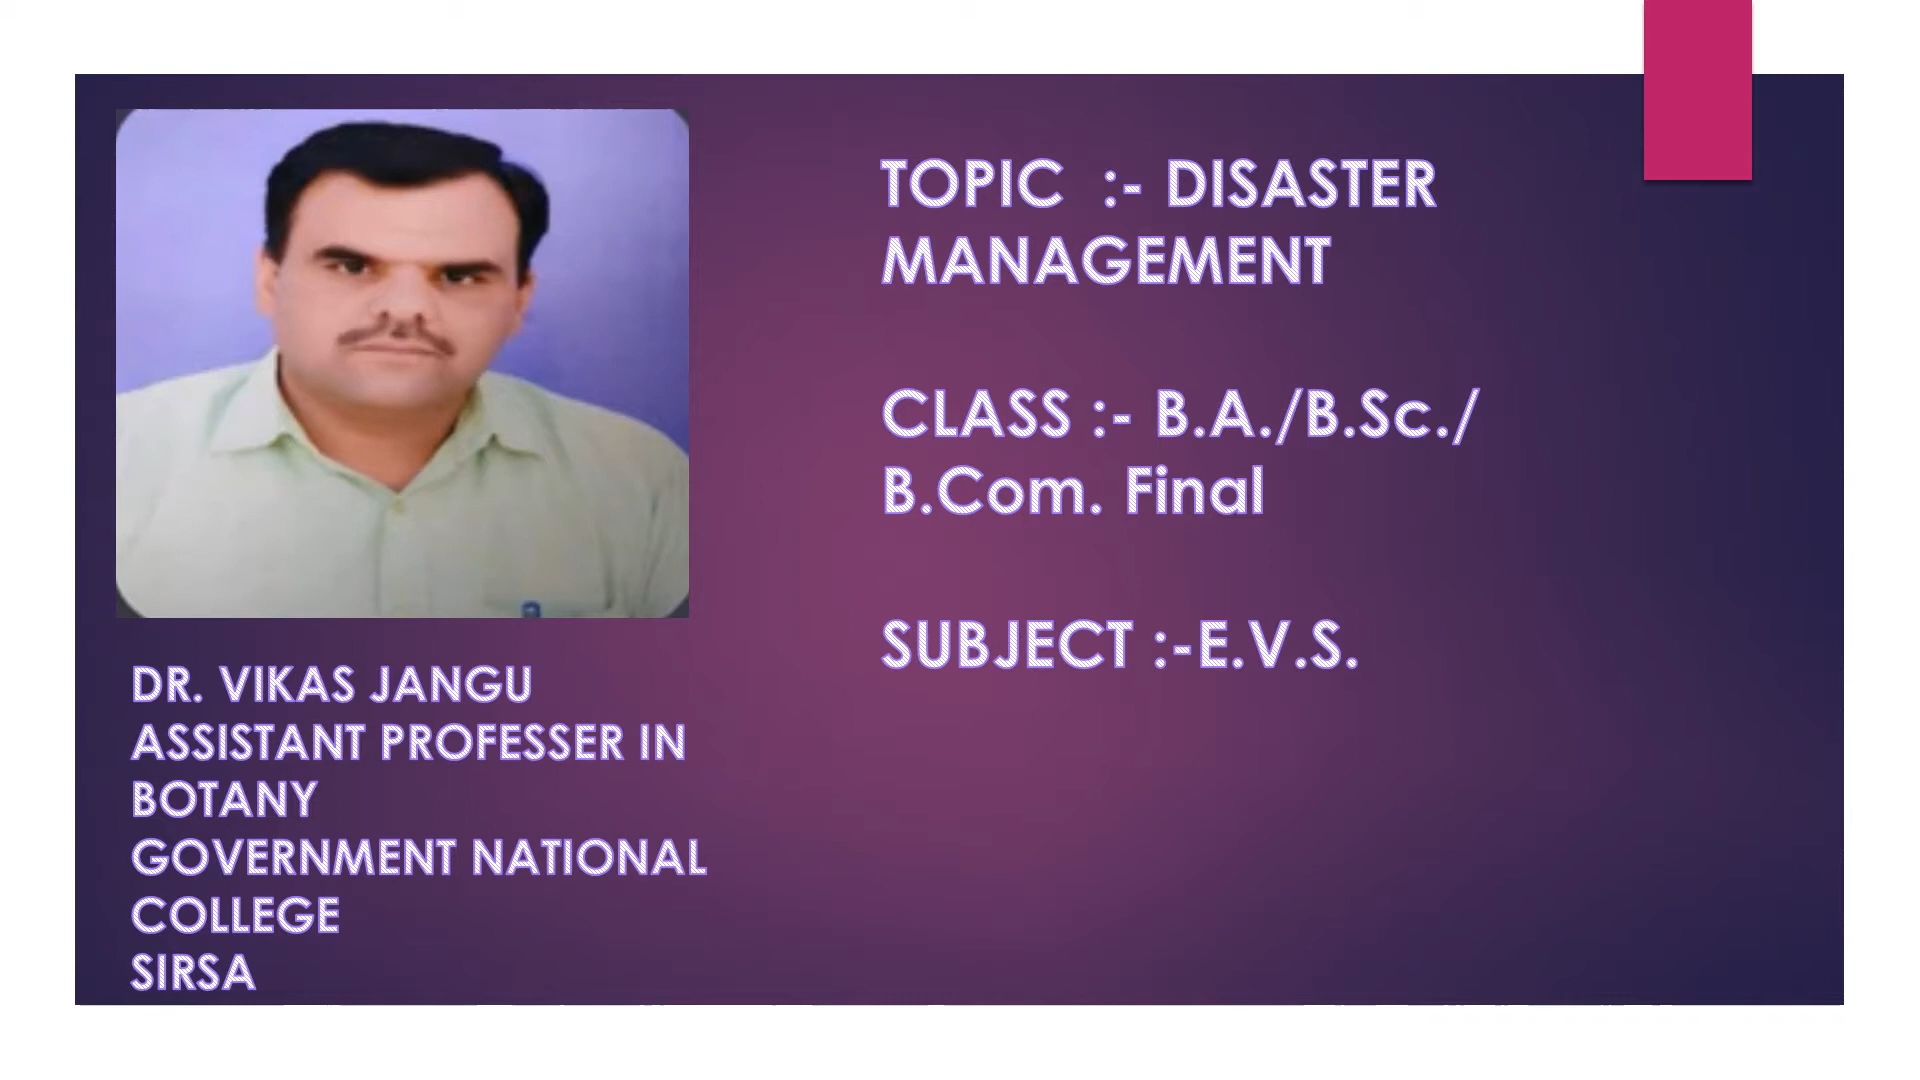 TOPIC :- DISASTER
MANAGEMENT
CLASS :- B.A./B.Sc./
B.Com. Final
SUBJECT :-E.V.S.
DR. VIKAS JANGU
ASSISTANT PROFESSER IN
BOTANY
GOVERNMENT NATIONAL
COLLEGE
SIRSA